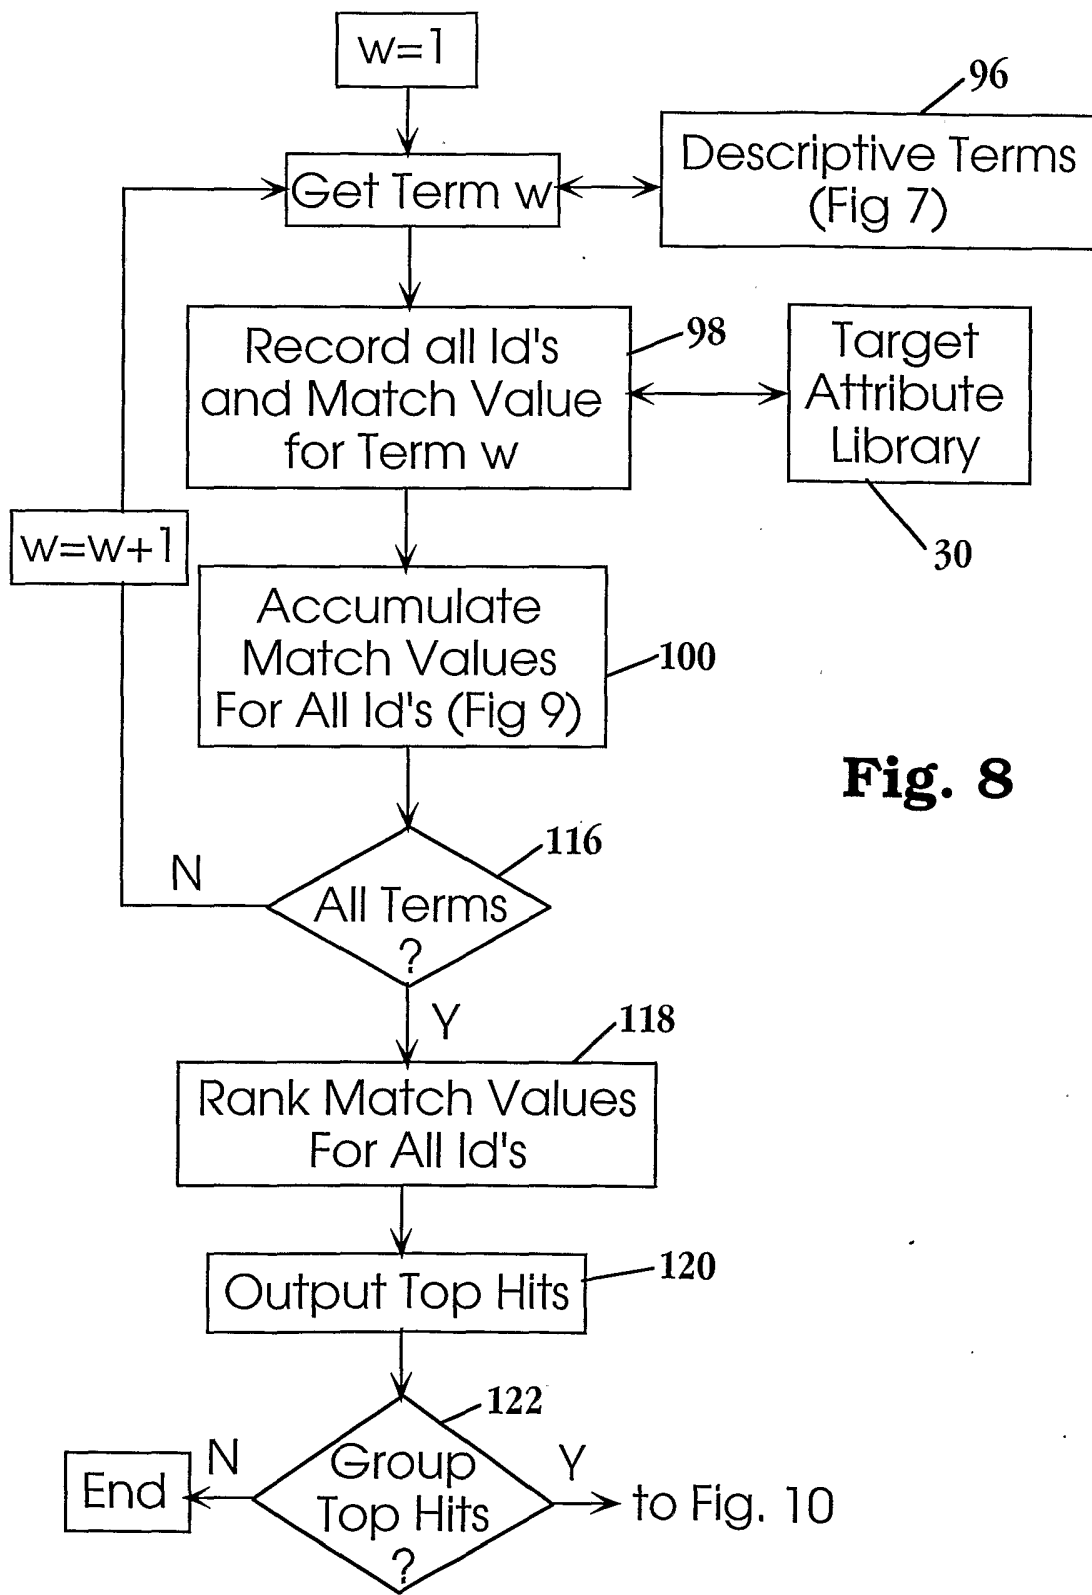 w=1
96
Descriptive Terms
(Fig 7)
Get Term w
Record all Id's
and Match Value
for Term w
98
Target
Attribute
Library
30
w=w+1
Accumulate
Match Values
For All Id's (Fig 9)
100
Fig. 8
116
N
All Terms
?
Y
118
Rank Match Values
For All Id's
Output Top Hits
120
122
End
N
Group
Top Hits
?
Y
to Fig. 10